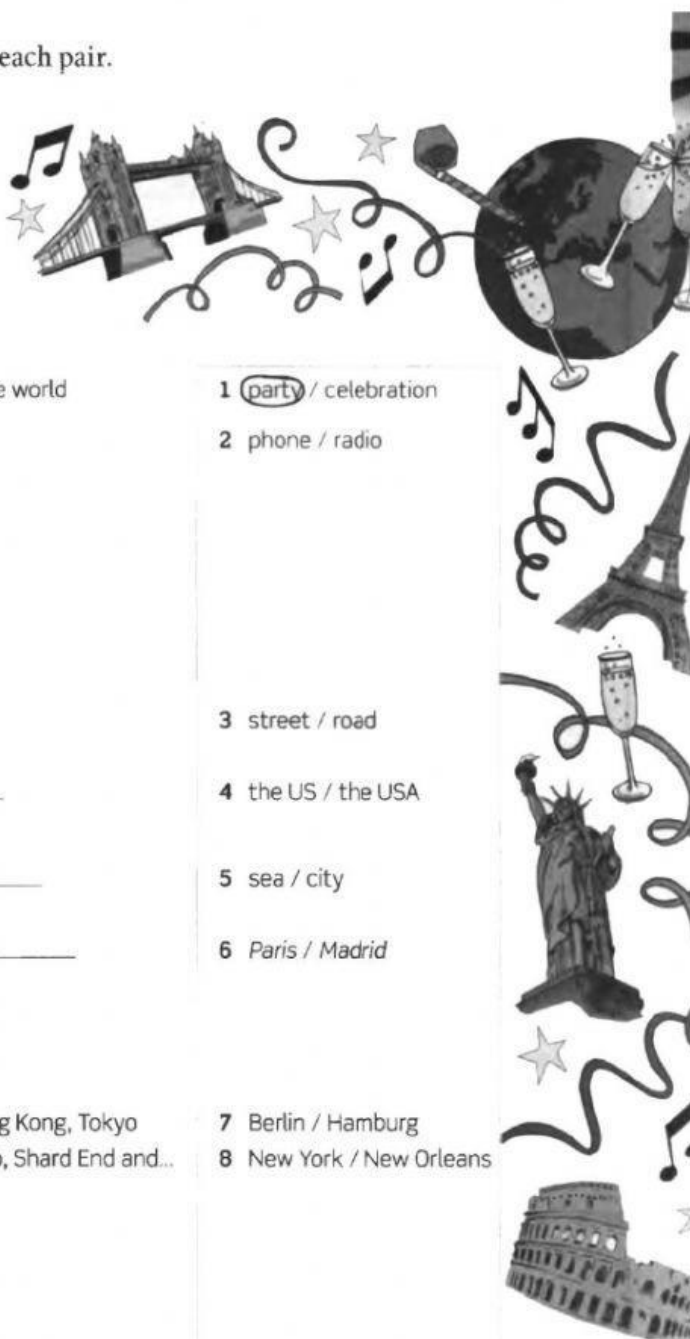 each pair.
e world
1 party / celebration
2 phone / radio
3 street / road
4 the US / the USA
5 sea / city
6 Paris / Madrid
g Kong, Tokyo
7 Berlin / Hamburg
, Shard End and...
8 New York / New Orleans